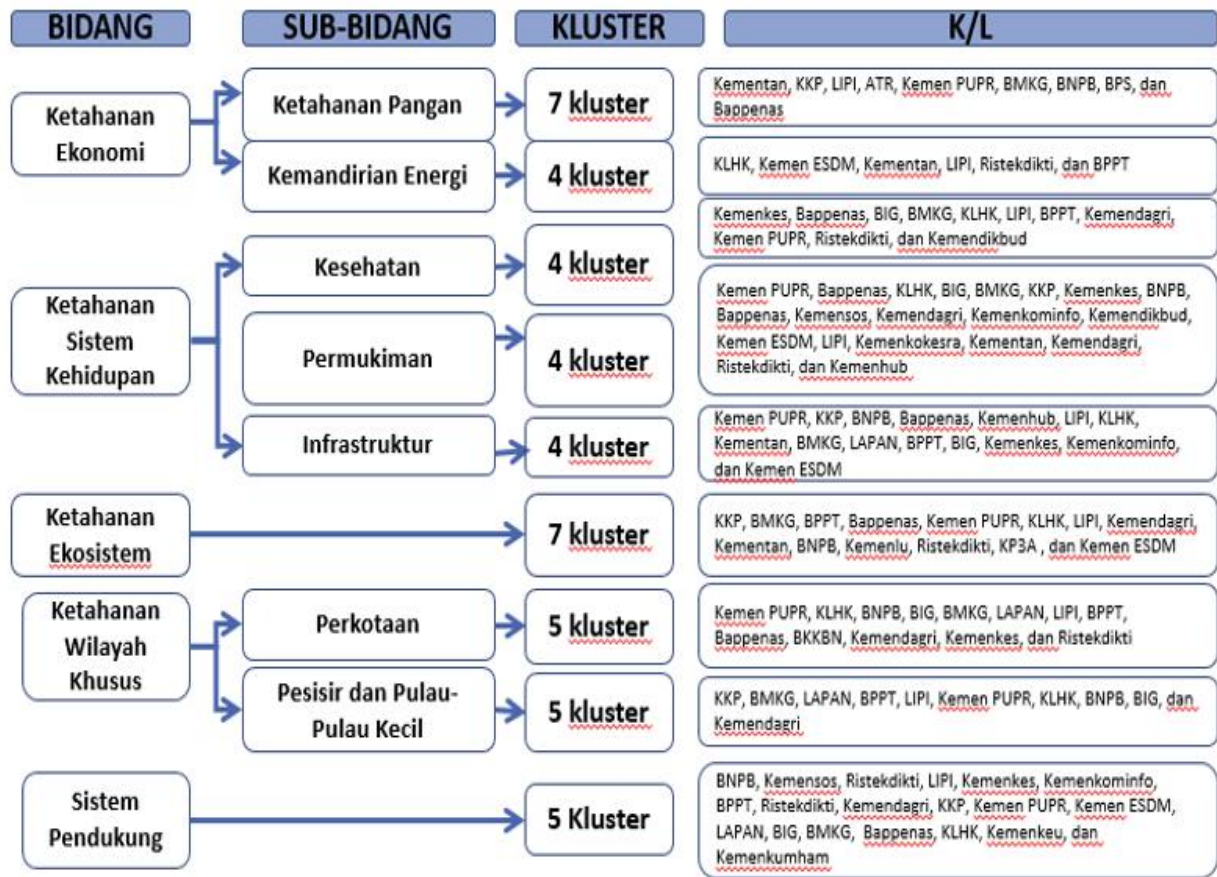 BIDANG
SUB-BIDANG
KLUSTER
K/L
Ketahanan
Ekonomi
Ketahanan Pangan
7 kluster
Kementan, KKP, LIPI, ATR, Kemen PUPR, BMKG, BNPB, BPS, dan
Bappenas
Kemandirian Energi
4 kluster
KLHK, Kemen ESDM, Kementan, LIPI, Ristekdikti, dan BPPT
Ketahanan
Sistem
Kehidupan
Kesehatan
4 kluster
Kemenkes, Bappenas, BIG, BMKG, KLHK, LIPI, BPPT, Kemendagri,
Kemen PUPR, Ristekdikti, dan Kemendikbud
Permukiman
4 kluster
Kemen PUPR, Bappenas, KLHK, BIG, BMKG, KKP, Kemenkes, BNPB,
Bappenas, Kemensos, Kemendagri, Kemenkominfo, Kemendikbud,
Kemen ESDM, LIPI, Kemenkokesra, Kementan, Kemendagri,
Ristekdikti, dan Kemenhub
Infrastruktur
4 kluster
Kemen PUPR, KKP, BNPB, Bappenas, Kemenhub, LIPI, KLHK,
Kementan, BMKG, LAPAN, BPPT, BIG, Kemenkes, Kemenkominfo,
dan Kemen ESDM
Ketahanan
Ekosistem
7 kluster
KKP, BMKG, BPPT, Bappenas, Kemen PUPR, KLHK, LIPI, Kemendagri,
Kementan, BNPB, Kemenlu, Ristekdikti, KP3A , dan Kemen ESDM
Ketahanan
Wilayah
Khusus
Perkotaan
5 kluster
Kemen PUPR, KLHK, BNPB, BIG, BMKG, LAPAN, LIPI, BPPT,
Bappenas, BKKBN, Kemendagri, Kemenkes, dan Ristekdikti
Pesisir dan Pulau-
Pulau Kecil
5 kluster
KKP, BMKG, LAPAN, BPPT, LIPI, Kemen PUPR, KLHK, BNPB, BIG, dan
Kemendagri
Sistem
Pendukung
5 Kluster
BNPB, Kemensos, Ristekdikti, LIPI, Kemenkes, Kemenkominfo,
BPPT, Ristekdikti, Kemendagri, KKP, Kemen PUPR, Kemen ESDM,
LAPAN, BIG, BMKG, Bappenas, KLHK, Kemenkeu, dan
Kemenkumham